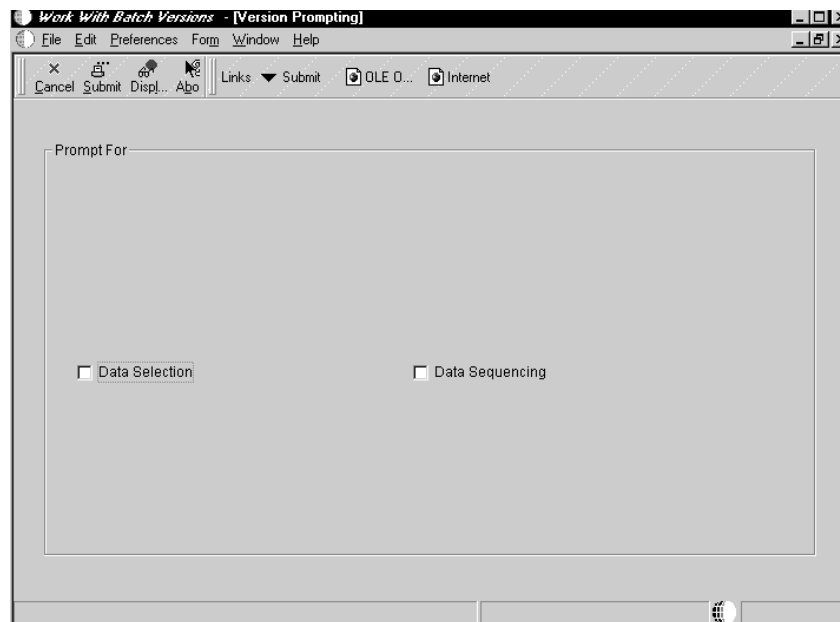 Work With Batch Versions - [Version Prompting]
File Edit Preferences Form Window Help
Cancel Submit Displ... Abo Links Submit OLE O... Internet
Prompt For
Data Selection Data Sequencing